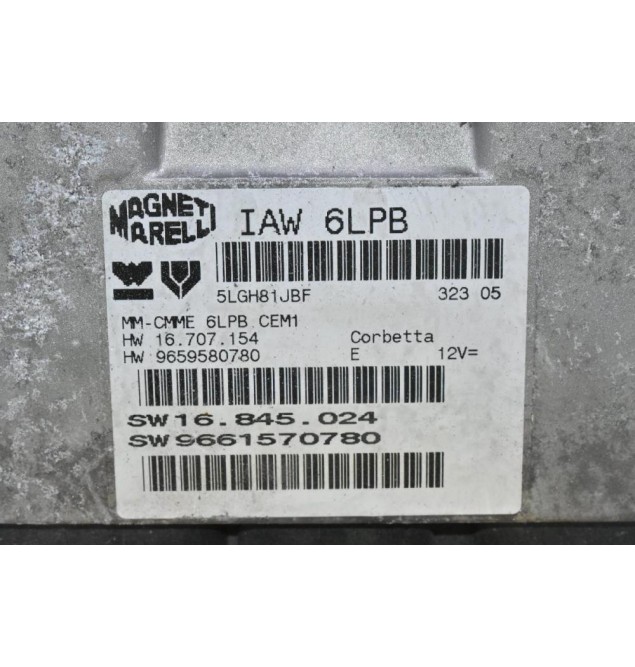 MAGNETI MARELLI
IAW 6LPB
5LGH81JBF 323 05
MM-CMME 6LPB CEM1
HW 16.707.154 Corbetta
HW 9659580780 E 12V=
SW16.845.024
SW9661570780